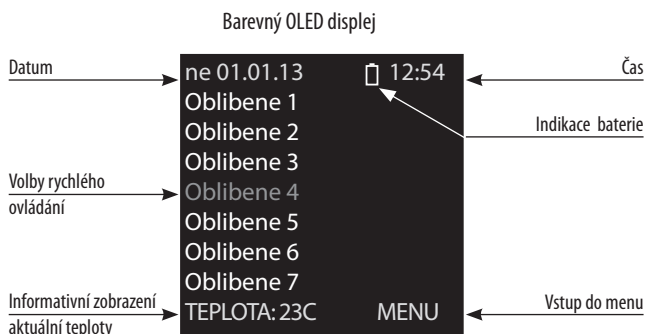 Barevný OLED displej
Datum
ne 01.01.13 12:54
Čas
Oblibene 1
Oblibene 2
Indikace baterie
Oblibene 3
Volby rychlého
ovládání
Oblibene 4
Oblibene 5
Oblibene 6
Oblibene 7
Informativní zobrazení
aktuální teploty
TEPLOTA: 23C MENU
Vstup do menu